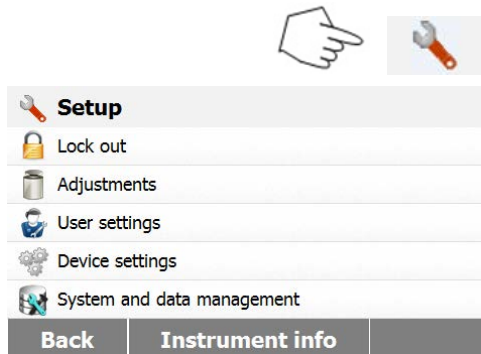 Setup
Lock out
Adjustments
User settings
Device settings
System and data management
Back Instrument info